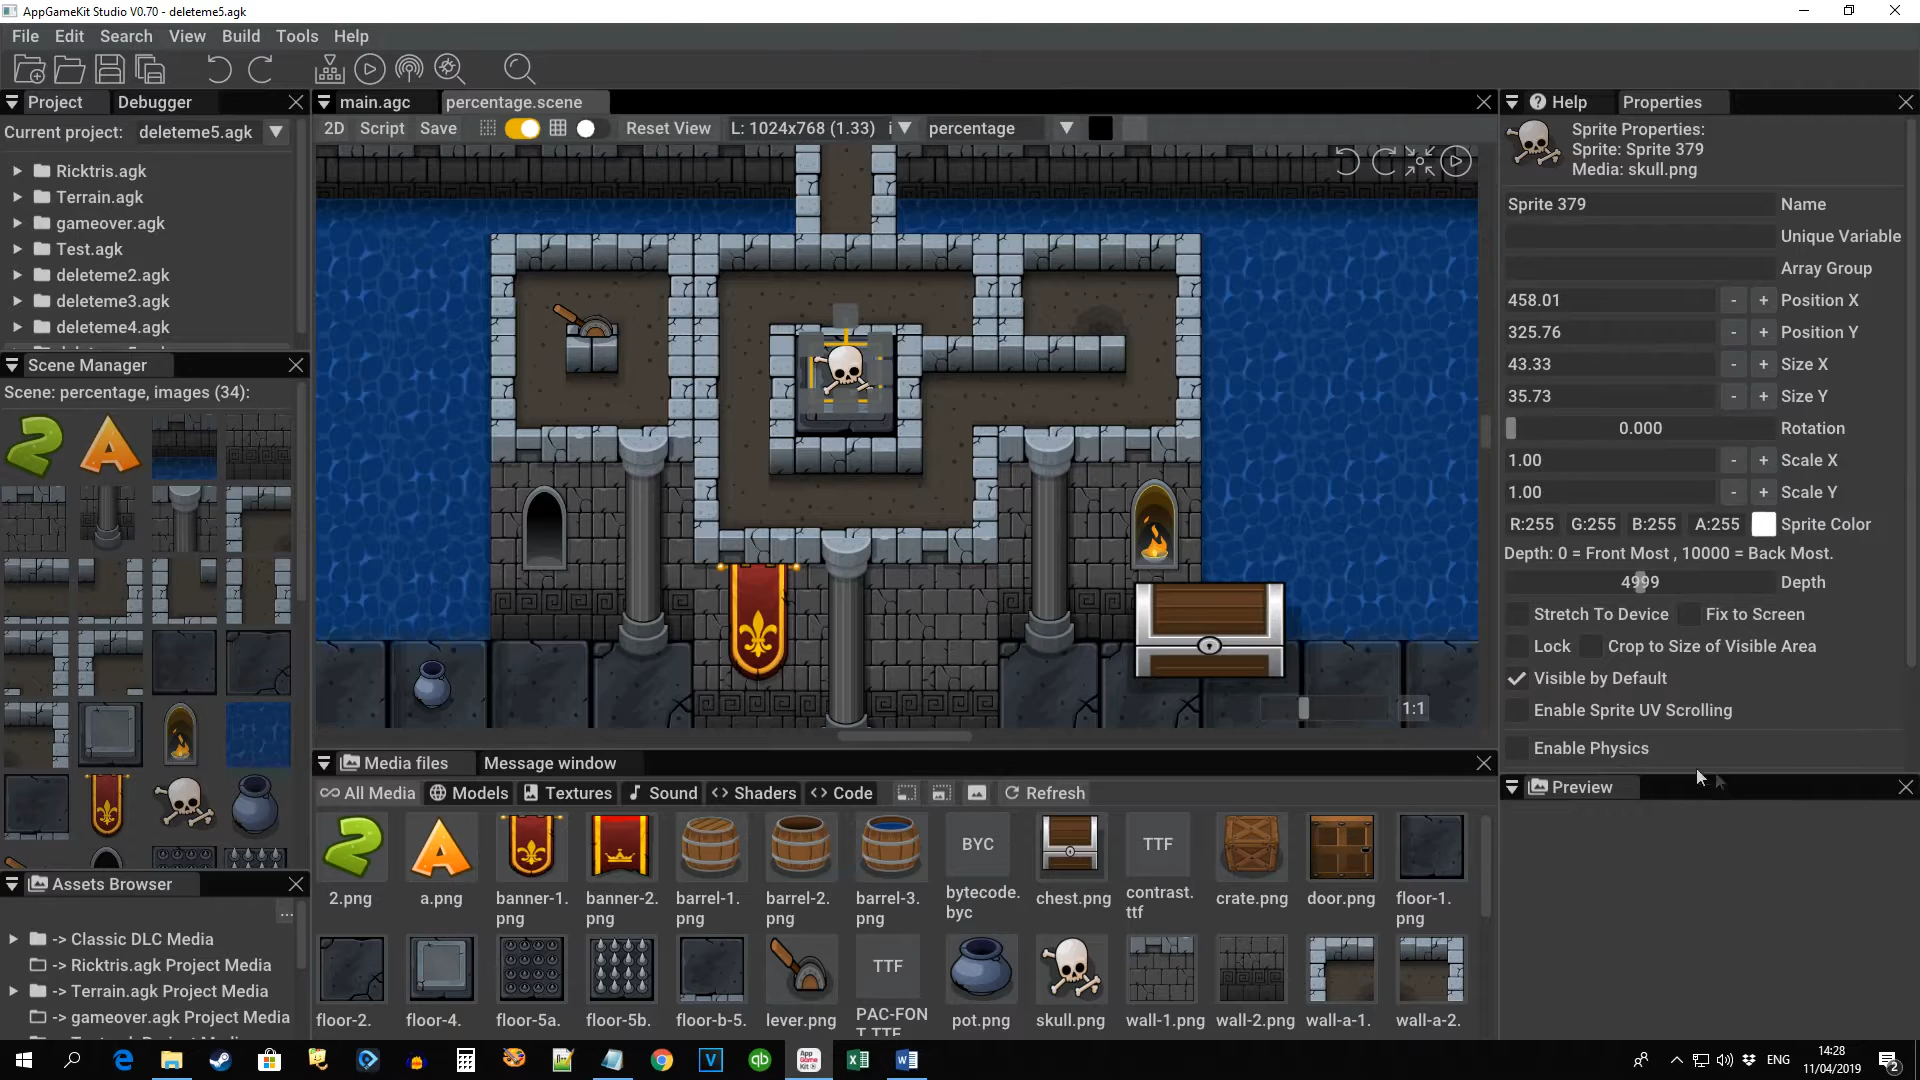 AppGameKit Studio V0.70 - deleteme5.agk
File Edit Search View Build Tools Help
Project Debugger
Current project: deleteme5.agk
Ricktris.agk
Terrain.agk
gameover.agk
Test.agk
deleteme2.agk
deleteme3.agk
deleteme4.agk
Scene Manager
Scene: percentage, images (34):
Assets Browser
...
-> Classic DLC Media
-> Ricktris.agk Project Media
-> Terrain.agk Project Media
-> gameover.agk Project Media
main.agc percentage.scene
2D Script Save Reset View L: 1024x768 (1.33) i percentage
1:1
Media files Message window
All Media Models Textures Sound <> Shaders <> Code Refresh
BYC TTF
2.png a.png banner-1.png banner-2.png barrel-1.png barrel-2.png barrel-3.png bytecode.byc chest.png contrast.ttf crate.png door.png floor-1.png
TTF
floor-2. floor-4. floor-5a. floor-5b. floor-b-5. lever.png PAC-FONT.TTF pot.png skull.png wall-1.png wall-2.png wall-a-1. wall-a-2.
Help Properties
Sprite Properties:
Sprite: Sprite 379
Media: skull.png
Sprite 379 Name
Unique Variable
Array Group
458.01 - + Position X
325.76 - + Position Y
43.33 - + Size X
35.73 - + Size Y
0.000 Rotation
1.00 - + Scale X
1.00 - + Scale Y
R:255 G:255 B:255 A:255 Sprite Color
Depth: 0 = Front Most , 10000 = Back Most.
4999 Depth
Stretch To Device Fix to Screen
Lock Crop to Size of Visible Area
Visible by Default
Enable Sprite UV Scrolling
Enable Physics
Preview
App Game Kit
ENG
14:28
11/04/2019
2